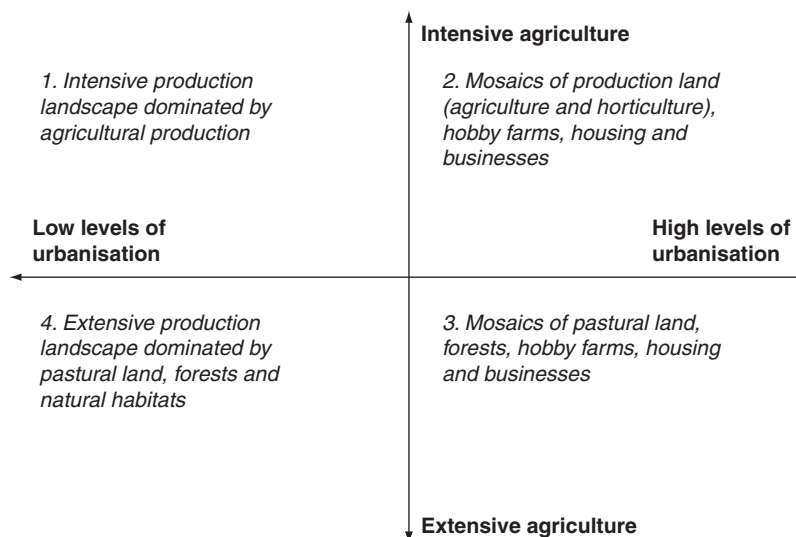 Intensive agriculture
1. Intensive production
landscape dominated by
agricultural production
2. Mosaics of production land
(agriculture and horticulture),
hobby farms, housing and
businesses
Low levels of
urbanisation
High levels of
urbanisation
4. Extensive production
landscape dominated by
pastural land, forests and
natural habitats
3. Mosaics of pastural land,
forests, hobby farms, housing
and businesses
Extensive agriculture